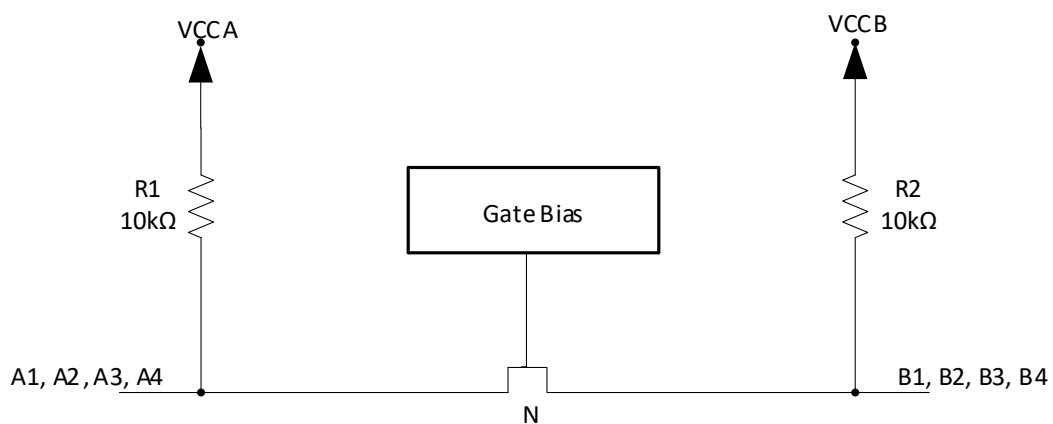 VCCA
VCCB
R1
10kΩ
Gate Bias
R2
10kΩ
A1, A2, A3, A4
B1, B2, B3, B4
N